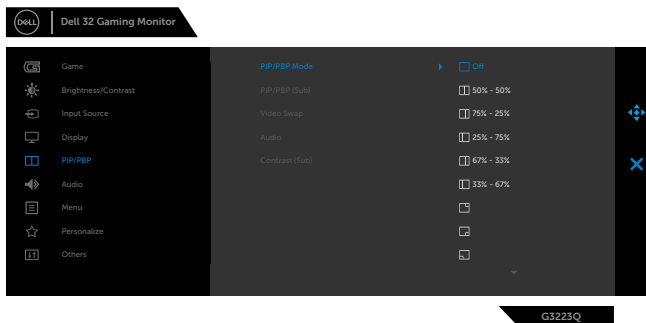 DELL
Dell 32 Gaming Monitor
Game
Brightness/Contrast
Input Source
Display
PIP/PBP
Audio
Menu
Personalize
Others
PIP/PBP Mode
PIP/PBP (Sub)
Video Swap
Audio
Contrast (Sub)
Off
50% - 50%
75% - 25%
25% - 75%
67% - 33%
33% - 67%
G3223Q